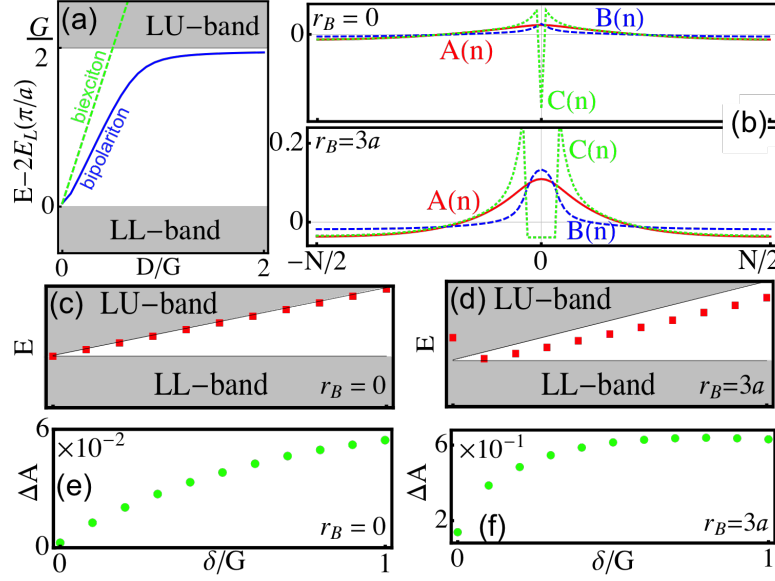 (a)
LU−band
G
2
E−2E_L(π/a)
biexciton
bipolariton
0
LL−band
0
D/G
2
r_B = 0
0
A(n)
B(n)
C(n)
(b)
0.2
r_B=3a
C(n)
A(n)
B(n)
0
−N/2
0
N/2
(c)
LU−band
E
LL−band
r_B = 0
(d)
LU−band
E
LL−band
r_B=3a
6
×10⁻²
ΔA
(e)
r_B = 0
0
0
δ/G
1
6
×10⁻¹
ΔA
2
(f)
r_B=3a
0
δ/G
1